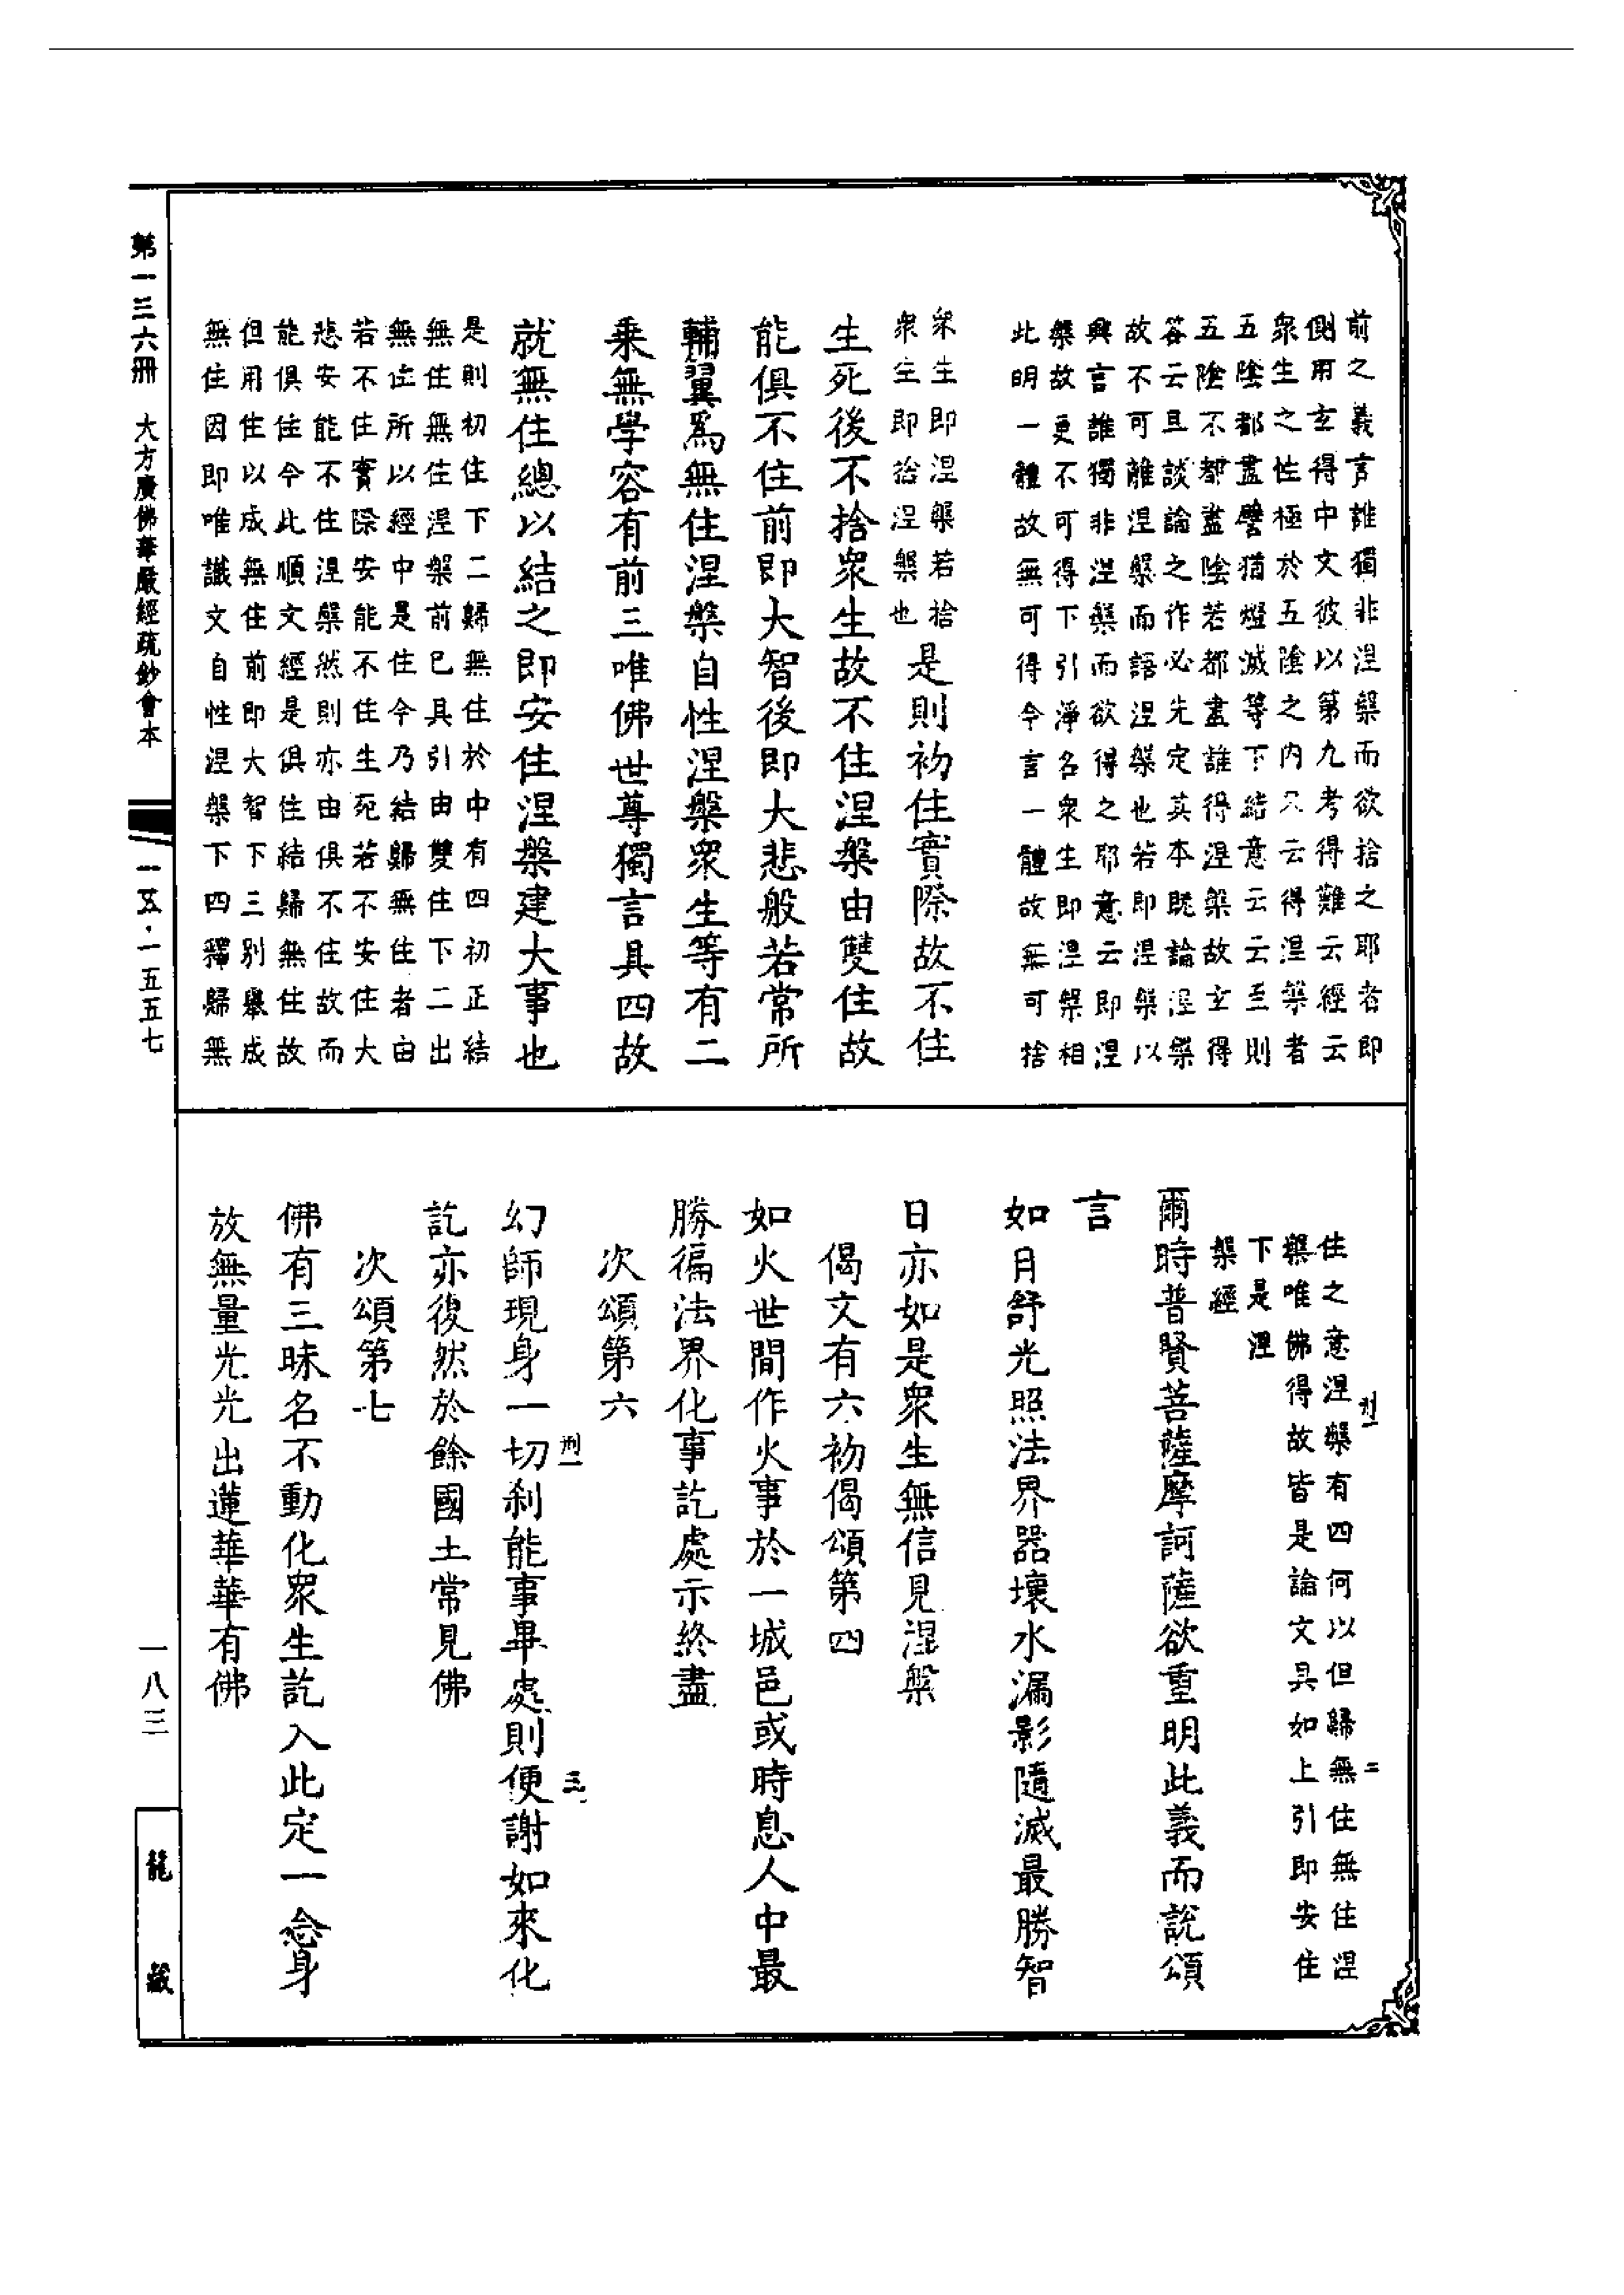 前之義言誰獨非涅槃而欲捨之耶者即
側用玄得中文彼以第九考得難云經云
衆生之性極於五陰之內又云得涅槃者
五陰都盡譬猶燈滅等下結意云云至則
五陰不都盡陰若都盡誰得涅槃故玄得
答云且談論之作必先定其本既論涅槃
故不可離涅槃而語涅槃也若即涅槃以
興言誰獨非涅槃而欲得之耶意云即涅
槃故更不可得下引淨名衆生即涅槃相
此明一體故無可得今言一體故無可捨
衆生即涅槃若捨
衆生即捨涅槃也
是則初住實際故不住
生死後不捨衆生故不住涅槃由雙住故
能俱不住前即大智後即大悲般若常所
輔翼為無住涅槃自性涅槃衆生等有二
乗無學容有前三唯佛世尊獨言具四故
就無住總以結之即安住涅槃建大事也
是則初住下二歸無住於中有四初正結
無住無住涅槃前已具引由雙住下二出
無住所以經中是住今乃結歸無住者由
若不住實際安能不住生死若不安住大
悲安能不住涅槃然則亦由俱不住故而
能俱住今此順文經是俱住結歸無住故
但用住以成無住前即大智下三別舉成
無住因即唯識文自性涅槃下四釋歸無
刑一 二
住之意涅槃有四何以但歸無住無住涅
槃唯佛得故皆是論文具如上引即安住
下是涅
槃經
爾時普賢菩薩摩訶薩欲重明此義而說頌
言
如月舒光照法界器壞水漏影隨滅最勝智
日亦如是衆生無信見涅槃
偈文有六初偈頌第四
如火世間作火事於一城邑或時息人中最
勝徧法界化事訖處示終盡
次頌第六
刑一 三
幻師現身一切剎能事畢處則便謝如來化
訖亦復然於餘國土常見佛
次頌第七
佛有三昧名不動化衆生訖入此定一念身
放無量光光出蓮華華有佛
第一三六冊 大方廣佛華嚴經疏鈔會本
一五五·一五五七
一八三
龍藏